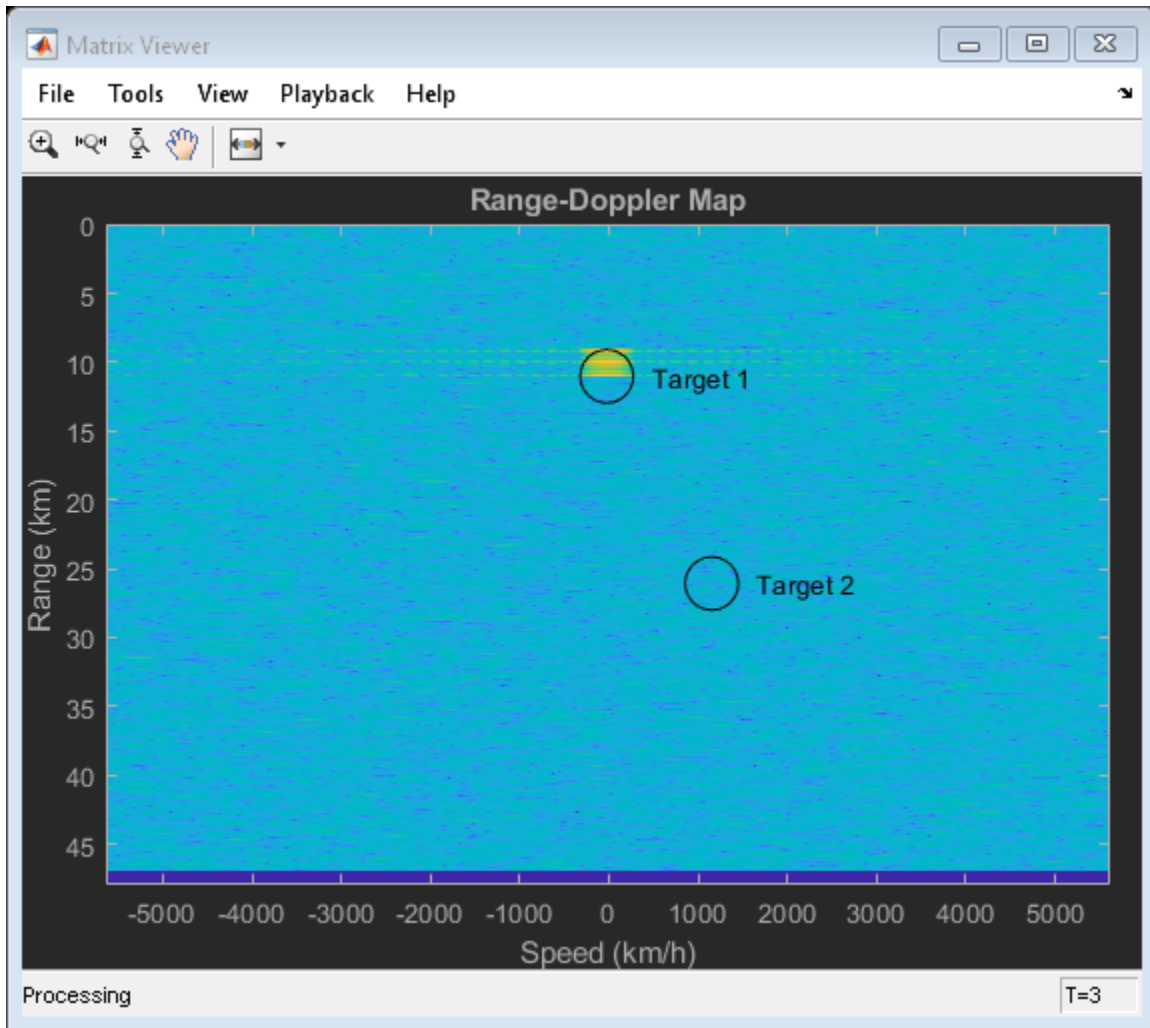 Matrix Viewer
File Tools View Playback Help
Range-Doppler Map
0
5
10
15
20
25
30
35
40
45
Range (km)
Target 1
Target 2
-5000 -4000 -3000 -2000 -1000 0 1000 2000 3000 4000 5000
Speed (km/h)
Processing T=3